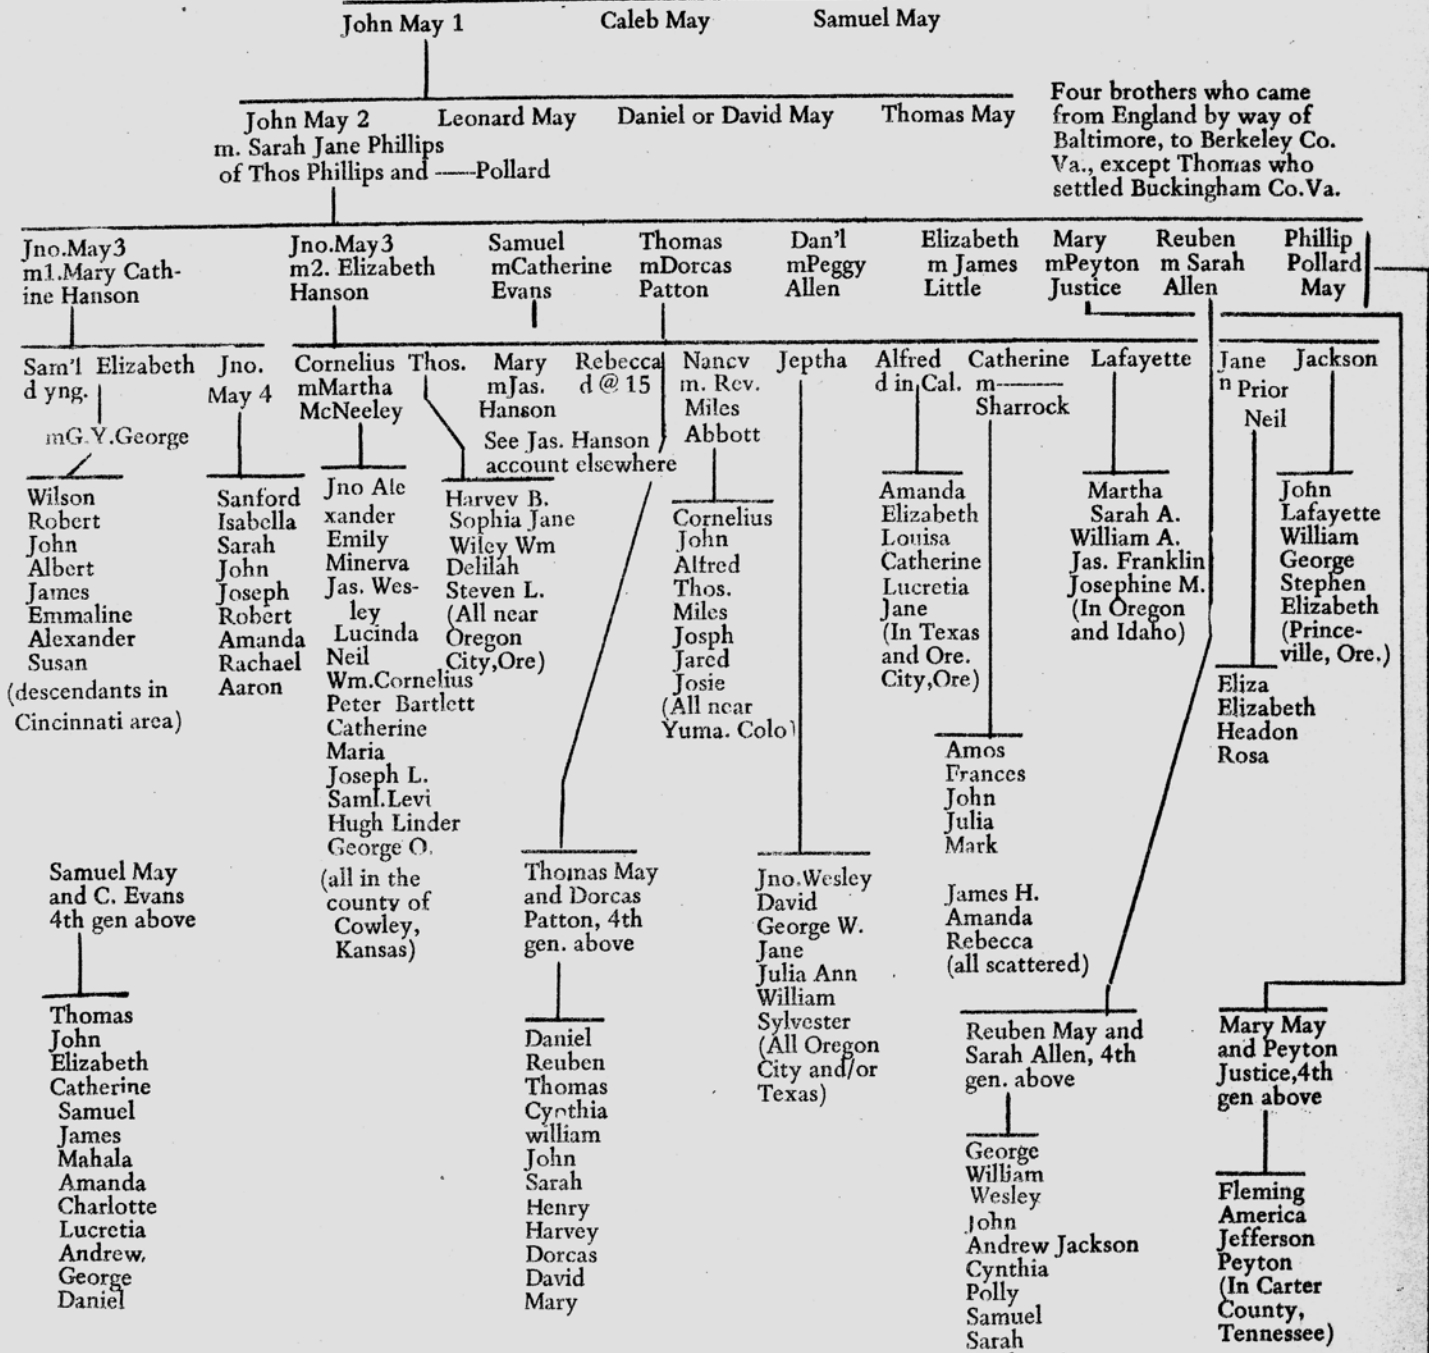 John May 1
Caleb May
Samuel May
John May 2
m. Sarah Jane Phillips
of Thos Phillips and ——Pollard
Leonard May
Daniel or David May
Thomas May
Four brothers who came
from England by way of
Baltimore, to Berkeley Co.
Va., except Thomas who
settled Buckingham Co.Va.
Jno.May3
m1.Mary Cath-
ine Hanson
Jno.May3
m2. Elizabeth
Hanson
Samuel
mCatherine
Evans
Thomas
mDorcas
Patton
Dan'l
mPeggy
Allen
Elizabeth
m James
Little
Mary
mPeyton
Justice
Reuben
m Sarah
Allen
Phillip
Pollard
May
Sam'l
d yng.
Elizabeth
mG.Y.George
Jno.
May 4
Cornelius
mMartha
McNeeley
Thos.
Mary
mJas.
Hanson
See Jas. Hanson
account elsewhere
Rebecca
d @ 15
Nancv
m. Rev.
Miles
Abbott
Jeptha
Alfred
d in Cal.
Catherine
m———
Sharrock
Lafayette
Jane
n Prior
Neil
Jackson
Wilson
Robert
John
Albert
James
Emmaline
Alexander
Susan
(descendants in
Cincinnati area)
Sanford
Isabella
Sarah
John
Joseph
Robert
Amanda
Rachael
Aaron
Jno Ale
xander
Emily
Minerva
Jas. Wes-
ley
Lucinda
Neil
Wm.Cornelius
Peter Bartlett
Catherine
Maria
Joseph L.
Saml.Levi
Hugh Linder
George O.
(all in the
county of
Cowley,
Kansas)
Harvev B.
Sophia Jane
Wiley Wm
Delilah
Steven L.
(All near
Oregon
City,Ore)
Cornelius
John
Alfred
Thos.
Miles
Josph
Jared
Josie
(All near
Yuma. Colo)
Amanda
Elizabeth
Louisa
Catherine
Lucretia
Jane
(In Texas
and Ore.
City,Ore)
Martha
Sarah A.
William A.
Jas. Franklin
Josephine M.
(In Oregon
and Idaho)
John
Lafayette
William
George
Stephen
Elizabeth
(Prince-
ville, Ore.)
Eliza
Elizabeth
Headon
Rosa
Amos
Frances
John
Julia
Mark
James H.
Amanda
Rebecca
(all scattered)
Samuel May
and C. Evans
4th gen above
Thomas May
and Dorcas
Patton, 4th
gen. above
Jno.Wesley
David
George W.
Jane
Julia Ann
William
Sylvester
(All Oregon
City and/or
Texas)
Thomas
John
Elizabeth
Catherine
Samuel
James
Mahala
Amanda
Charlotte
Lucretia
Andrew,
George
Daniel
Daniel
Reuben
Thomas
Cynthia
william
John
Sarah
Henry
Harvey
Dorcas
David
Mary
Reuben May and
Sarah Allen, 4th
gen. above
Mary May
and Peyton
Justice,4th
gen above
George
William
Wesley
John
Andrew Jackson
Cynthia
Polly
Samuel
Sarah
Fleming
America
Jefferson
Peyton
(In Carter
County,
Tennessee)